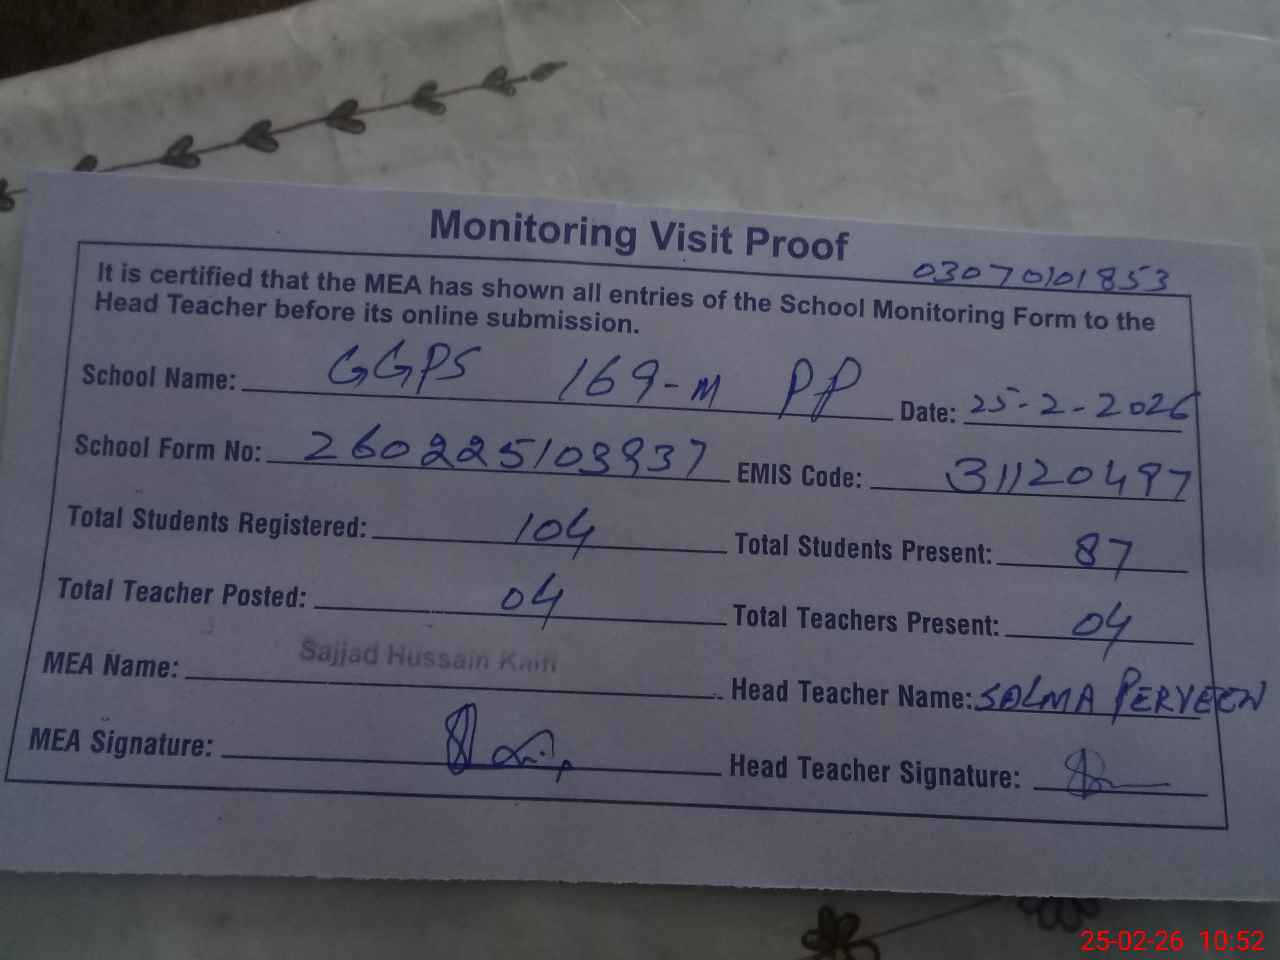 Monitoring Visit Proof
03070101853
It is certified that the MEA has shown all entries of the School Monitoring Form to the
Head Teacher before its online submission.
School Name: GGPS 169-M PP Date: 25-2-2026
School Form No: 260225103937 EMIS Code: 31120497
Total Students Registered: 104 Total Students Present: 87
Total Teacher Posted: 04 Total Teachers Present: 04
MEA Name: Sajjad Hussain Kaifi Head Teacher Name: SALMA PERVEEN
MEA Signature: Head Teacher Signature:
25-02-26 10:52